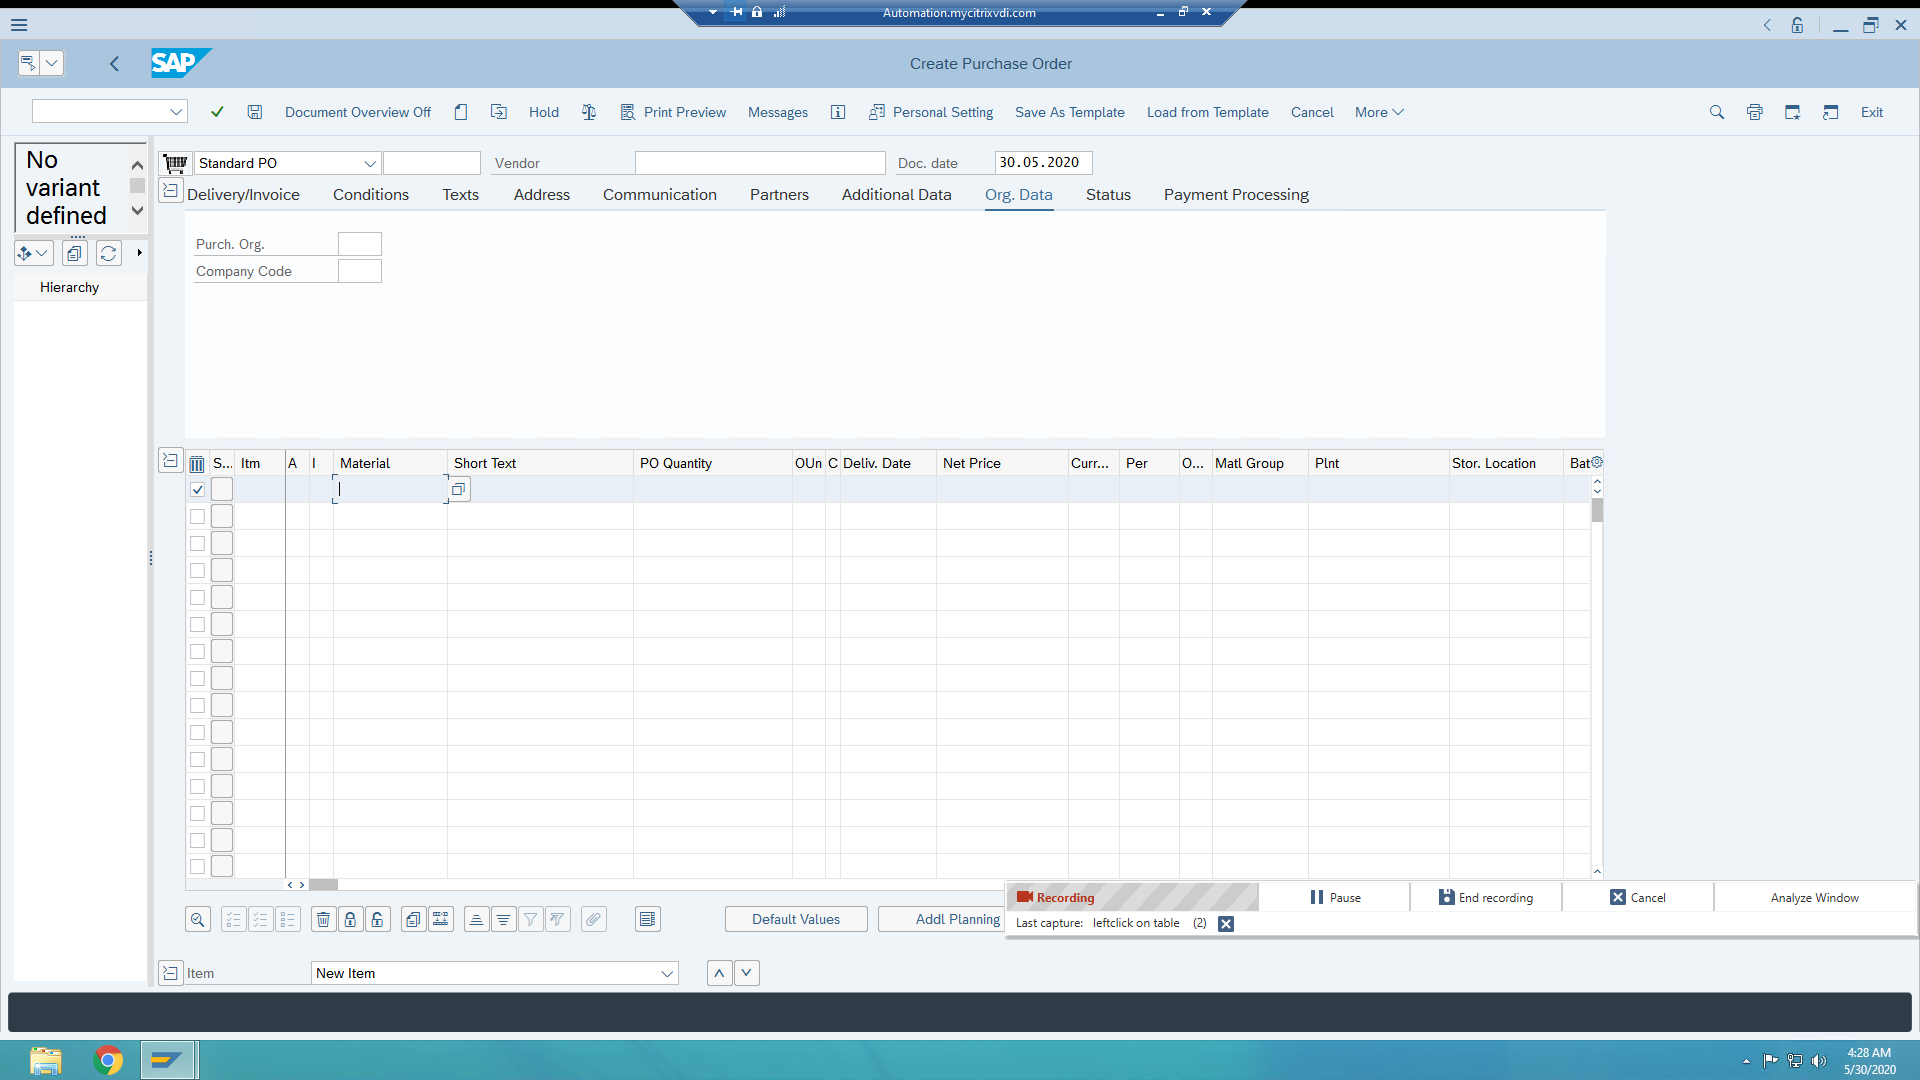 Automation.mycitrixvdi.com
SAP
Create Purchase Order
Document Overview Off
Hold
Print Preview
Messages
Personal Setting
Save As Template
Load from Template
Cancel
More
Exit
No
variant
defined
Standard PO
Vendor
Doc. date
30.05.2020
Delivery/Invoice
Conditions
Texts
Address
Communication
Partners
Additional Data
Org. Data
Status
Payment Processing
Purch. Org.
Company Code
Hierarchy
S... Itm A I Material Short Text PO Quantity OUn C Deliv. Date Net Price Curr... Per O... Matl Group Plnt Stor. Location Bat
Recording
Pause
End recording
Cancel
Analyze Window
Last capture: leftclick on table (2)
Default Values
Addl Planning
Item
New Item
4:28 AM
5/30/2020